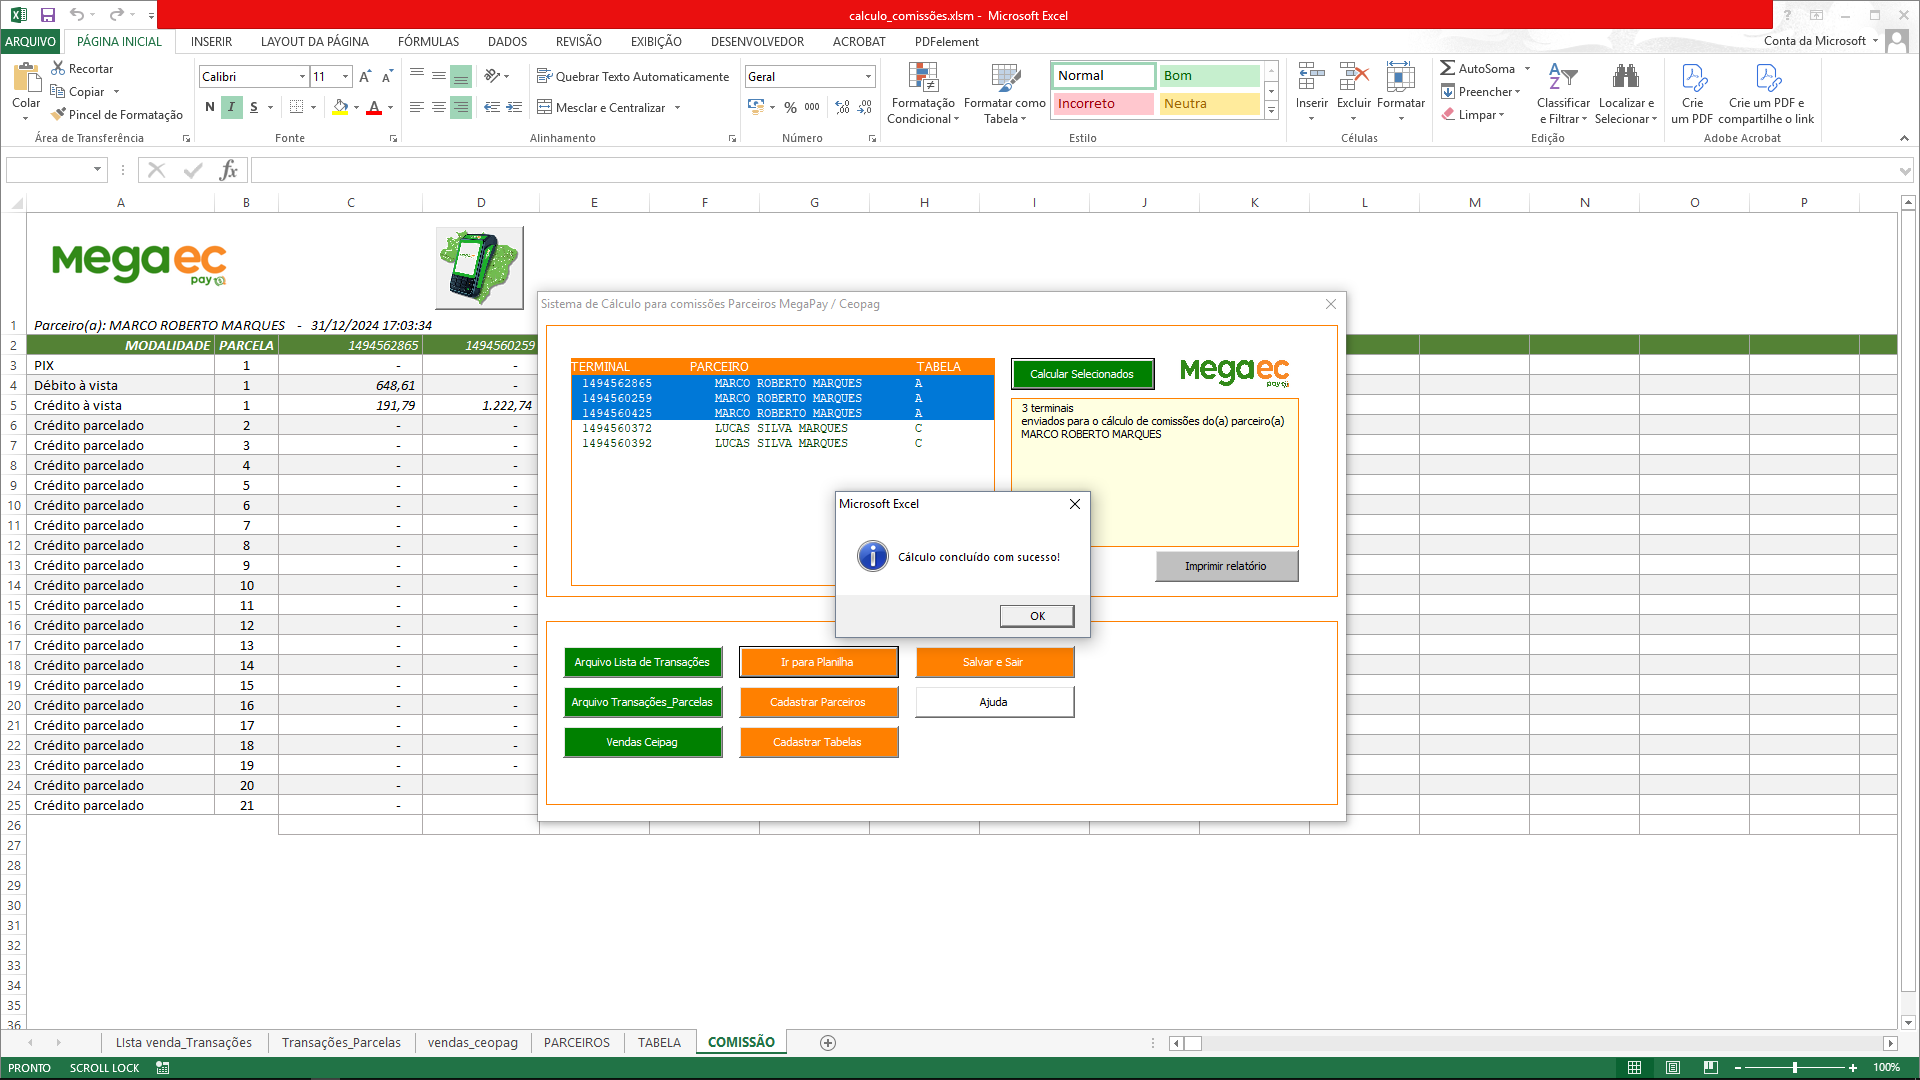 calculo_comissões.xlsm - Microsoft Excel
ARQUIVO PÁGINA INICIAL INSERIR LAYOUT DA PÁGINA FÓRMULAS DADOS REVISÃO EXIBIÇÃO DESENVOLVEDOR ACROBAT PDFelement Conta da Microsoft
Colar
Recortar
Copiar
Pincel de Formatação
Área de Transferência
Calibri 11
N I S
Fonte
Quebrar Texto Automaticamente
Mesclar e Centralizar
Alinhamento
Geral
% 000
Número
Formatação Condicional
Formatar como Tabela
Normal Bom
Incorreto Neutra
Estilo
Inserir Excluir Formatar
Células
AutoSoma
Preencher
Limpar
Classificar e Filtrar
Localizar e Selecionar
Edição
Crie um PDF
Crie um PDF e compartilhe o link
Adobe Acrobat
fx
A B C D E F G H I J K L M N O P
Megaec pay
1 Parceiro(a): MARCO ROBERTO MARQUES - 31/12/2024 17:03:34
2 MODALIDADE PARCELA 1494562865 1494560259
3 PIX 1 - -
4 Débito à vista 1 648,61 -
5 Crédito à vista 1 191,79 1.222,74
6 Crédito parcelado 2 - -
7 Crédito parcelado 3 - -
8 Crédito parcelado 4 - -
9 Crédito parcelado 5 - -
10 Crédito parcelado 6 - -
11 Crédito parcelado 7 - -
12 Crédito parcelado 8 - -
13 Crédito parcelado 9 - -
14 Crédito parcelado 10 - -
15 Crédito parcelado 11 - -
16 Crédito parcelado 12 - -
17 Crédito parcelado 13 - -
18 Crédito parcelado 14 - -
19 Crédito parcelado 15 - -
20 Crédito parcelado 16 - -
21 Crédito parcelado 17 - -
22 Crédito parcelado 18 - -
23 Crédito parcelado 19 - -
24 Crédito parcelado 20 -
25 Crédito parcelado 21 -
26
27
28
29
30
31
32
33
34
35
36
Sistema de Cálculo para comissões Parceiros MegaPay / Ceopag
TERMINAL PARCEIRO TABELA
1494562865 MARCO ROBERTO MARQUES A
1494560259 MARCO ROBERTO MARQUES A
1494560425 MARCO ROBERTO MARQUES A
1494560372 LUCAS SILVA MARQUES C
1494560392 LUCAS SILVA MARQUES C
Calcular Selecionados
Megaec pay
3 terminais
enviados para o cálculo de comissões do(a) parceiro(a)
MARCO ROBERTO MARQUES
Imprimir relatório
Microsoft Excel
Cálculo concluído com sucesso!
OK
Arquivo Lista de Transações Ir para Planilha Salvar e Sair
Arquivo Transações_Parcelas Cadastrar Parceiros Ajuda
Vendas Ceipag Cadastrar Tabelas
LIsta venda_Transações Transações_Parcelas vendas_ceopag PARCEIROS TABELA COMISSÃO
PRONTO SCROLL LOCK 100%